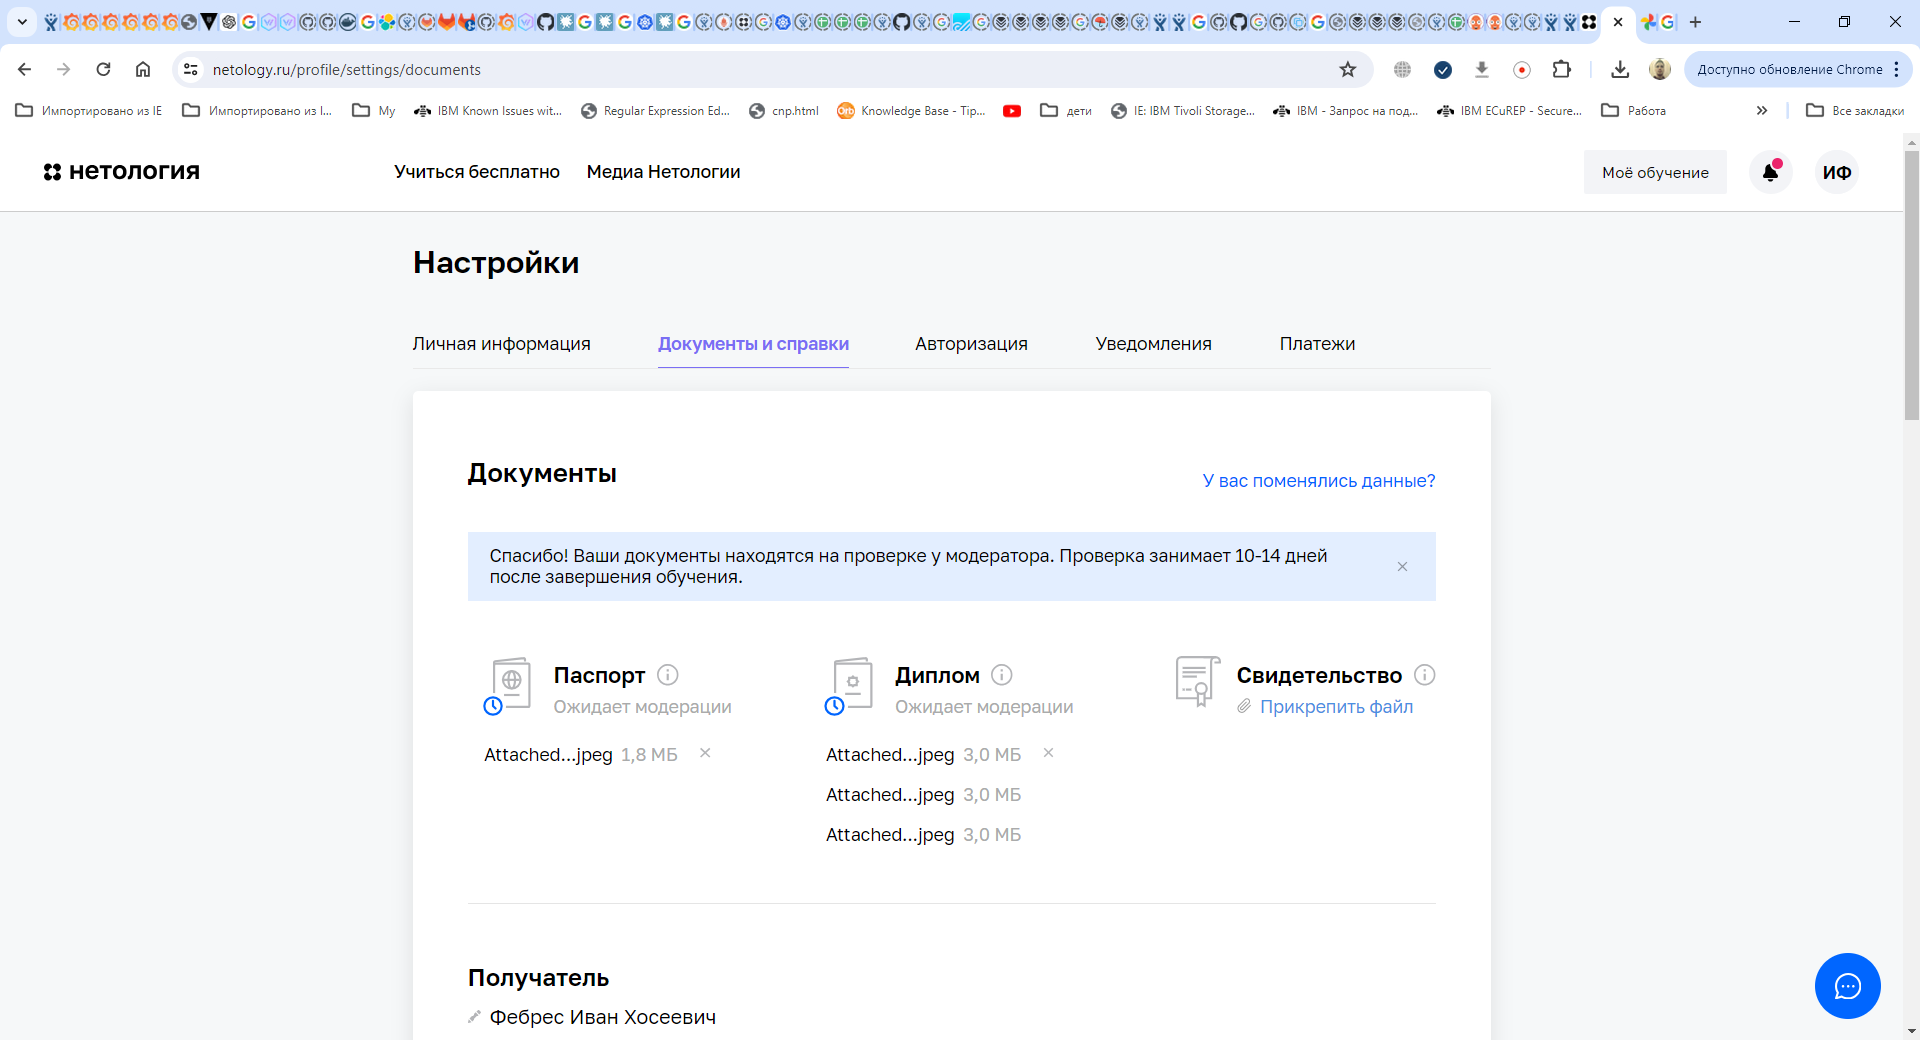 netology.ru/profile/settings/documents
Доступно обновление Chrome
Импортировано из IE
Импортировано из I...
My
IBM Known Issues wit...
Regular Expression Ed...
cnp.html
Knowledge Base - Tip...
дети
IE: IBM Tivoli Storage...
IBM - Запрос на под...
IBM ECuREP - Secure...
Работа
Все закладки
нетология
Учиться бесплатно
Медиа Нетологии
Моё обучение
ИФ
Настройки
Личная информация
Документы и справки
Авторизация
Уведомления
Платежи
Документы
У вас поменялись данные?
Спасибо! Ваши документы находятся на проверке у модератора. Проверка занимает 10-14 дней
после завершения обучения.
Паспорт
Ожидает модерации
Attached...jpeg 1,8 МБ
Диплом
Ожидает модерации
Attached...jpeg 3,0 МБ
Attached...jpeg 3,0 МБ
Attached...jpeg 3,0 МБ
Свидетельство
Прикрепить файл
Получатель
Фебрес Иван Хосеевич